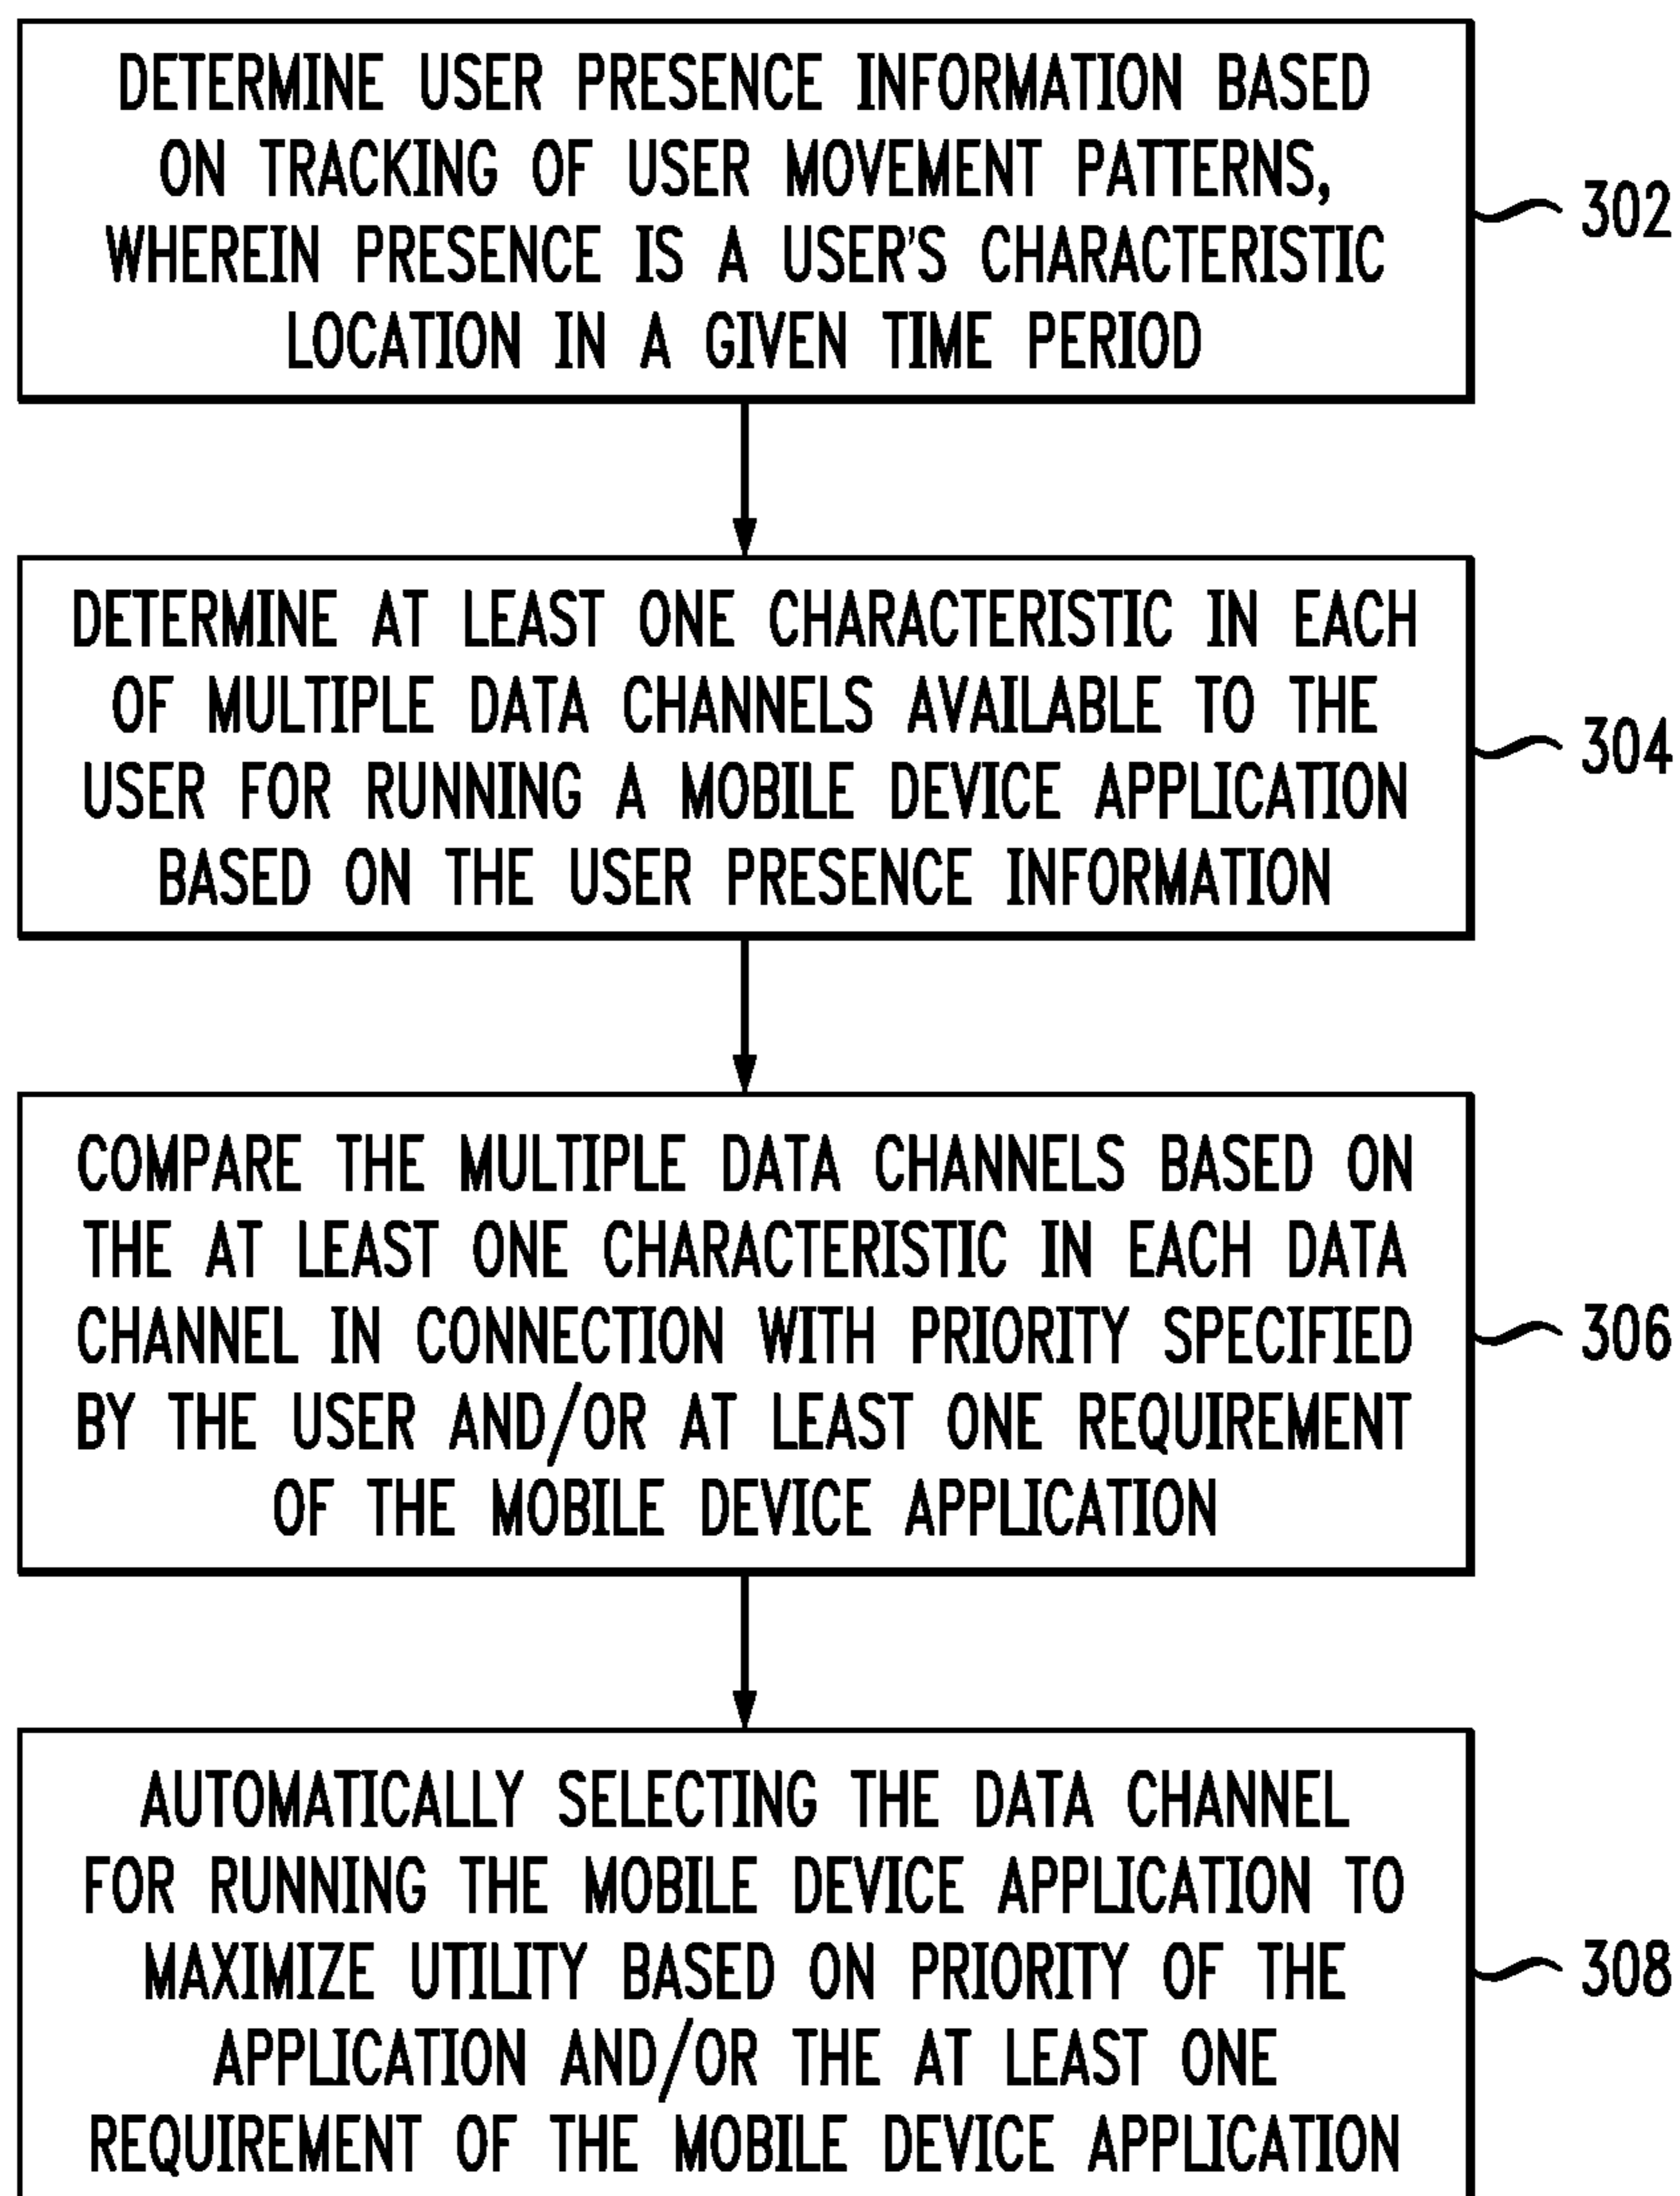 DETERMINE USER PRESENCE INFORMATION BASED
ON TRACKING OF USER MOVEMENT PATTERNS,
WHEREIN PRESENCE IS A USER'S CHARACTERISTIC
LOCATION IN A GIVEN TIME PERIOD
302
DETERMINE AT LEAST ONE CHARACTERISTIC IN EACH
OF MULTIPLE DATA CHANNELS AVAILABLE TO THE
USER FOR RUNNING A MOBILE DEVICE APPLICATION
BASED ON THE USER PRESENCE INFORMATION
304
COMPARE THE MULTIPLE DATA CHANNELS BASED ON
THE AT LEAST ONE CHARACTERISTIC IN EACH DATA
CHANNEL IN CONNECTION WITH PRIORITY SPECIFIED
BY THE USER AND/OR AT LEAST ONE REQUIREMENT
OF THE MOBILE DEVICE APPLICATION
306
AUTOMATICALLY SELECTING THE DATA CHANNEL
FOR RUNNING THE MOBILE DEVICE APPLICATION TO
MAXIMIZE UTILITY BASED ON PRIORITY OF THE
APPLICATION AND/OR THE AT LEAST ONE
REQUIREMENT OF THE MOBILE DEVICE APPLICATION
308